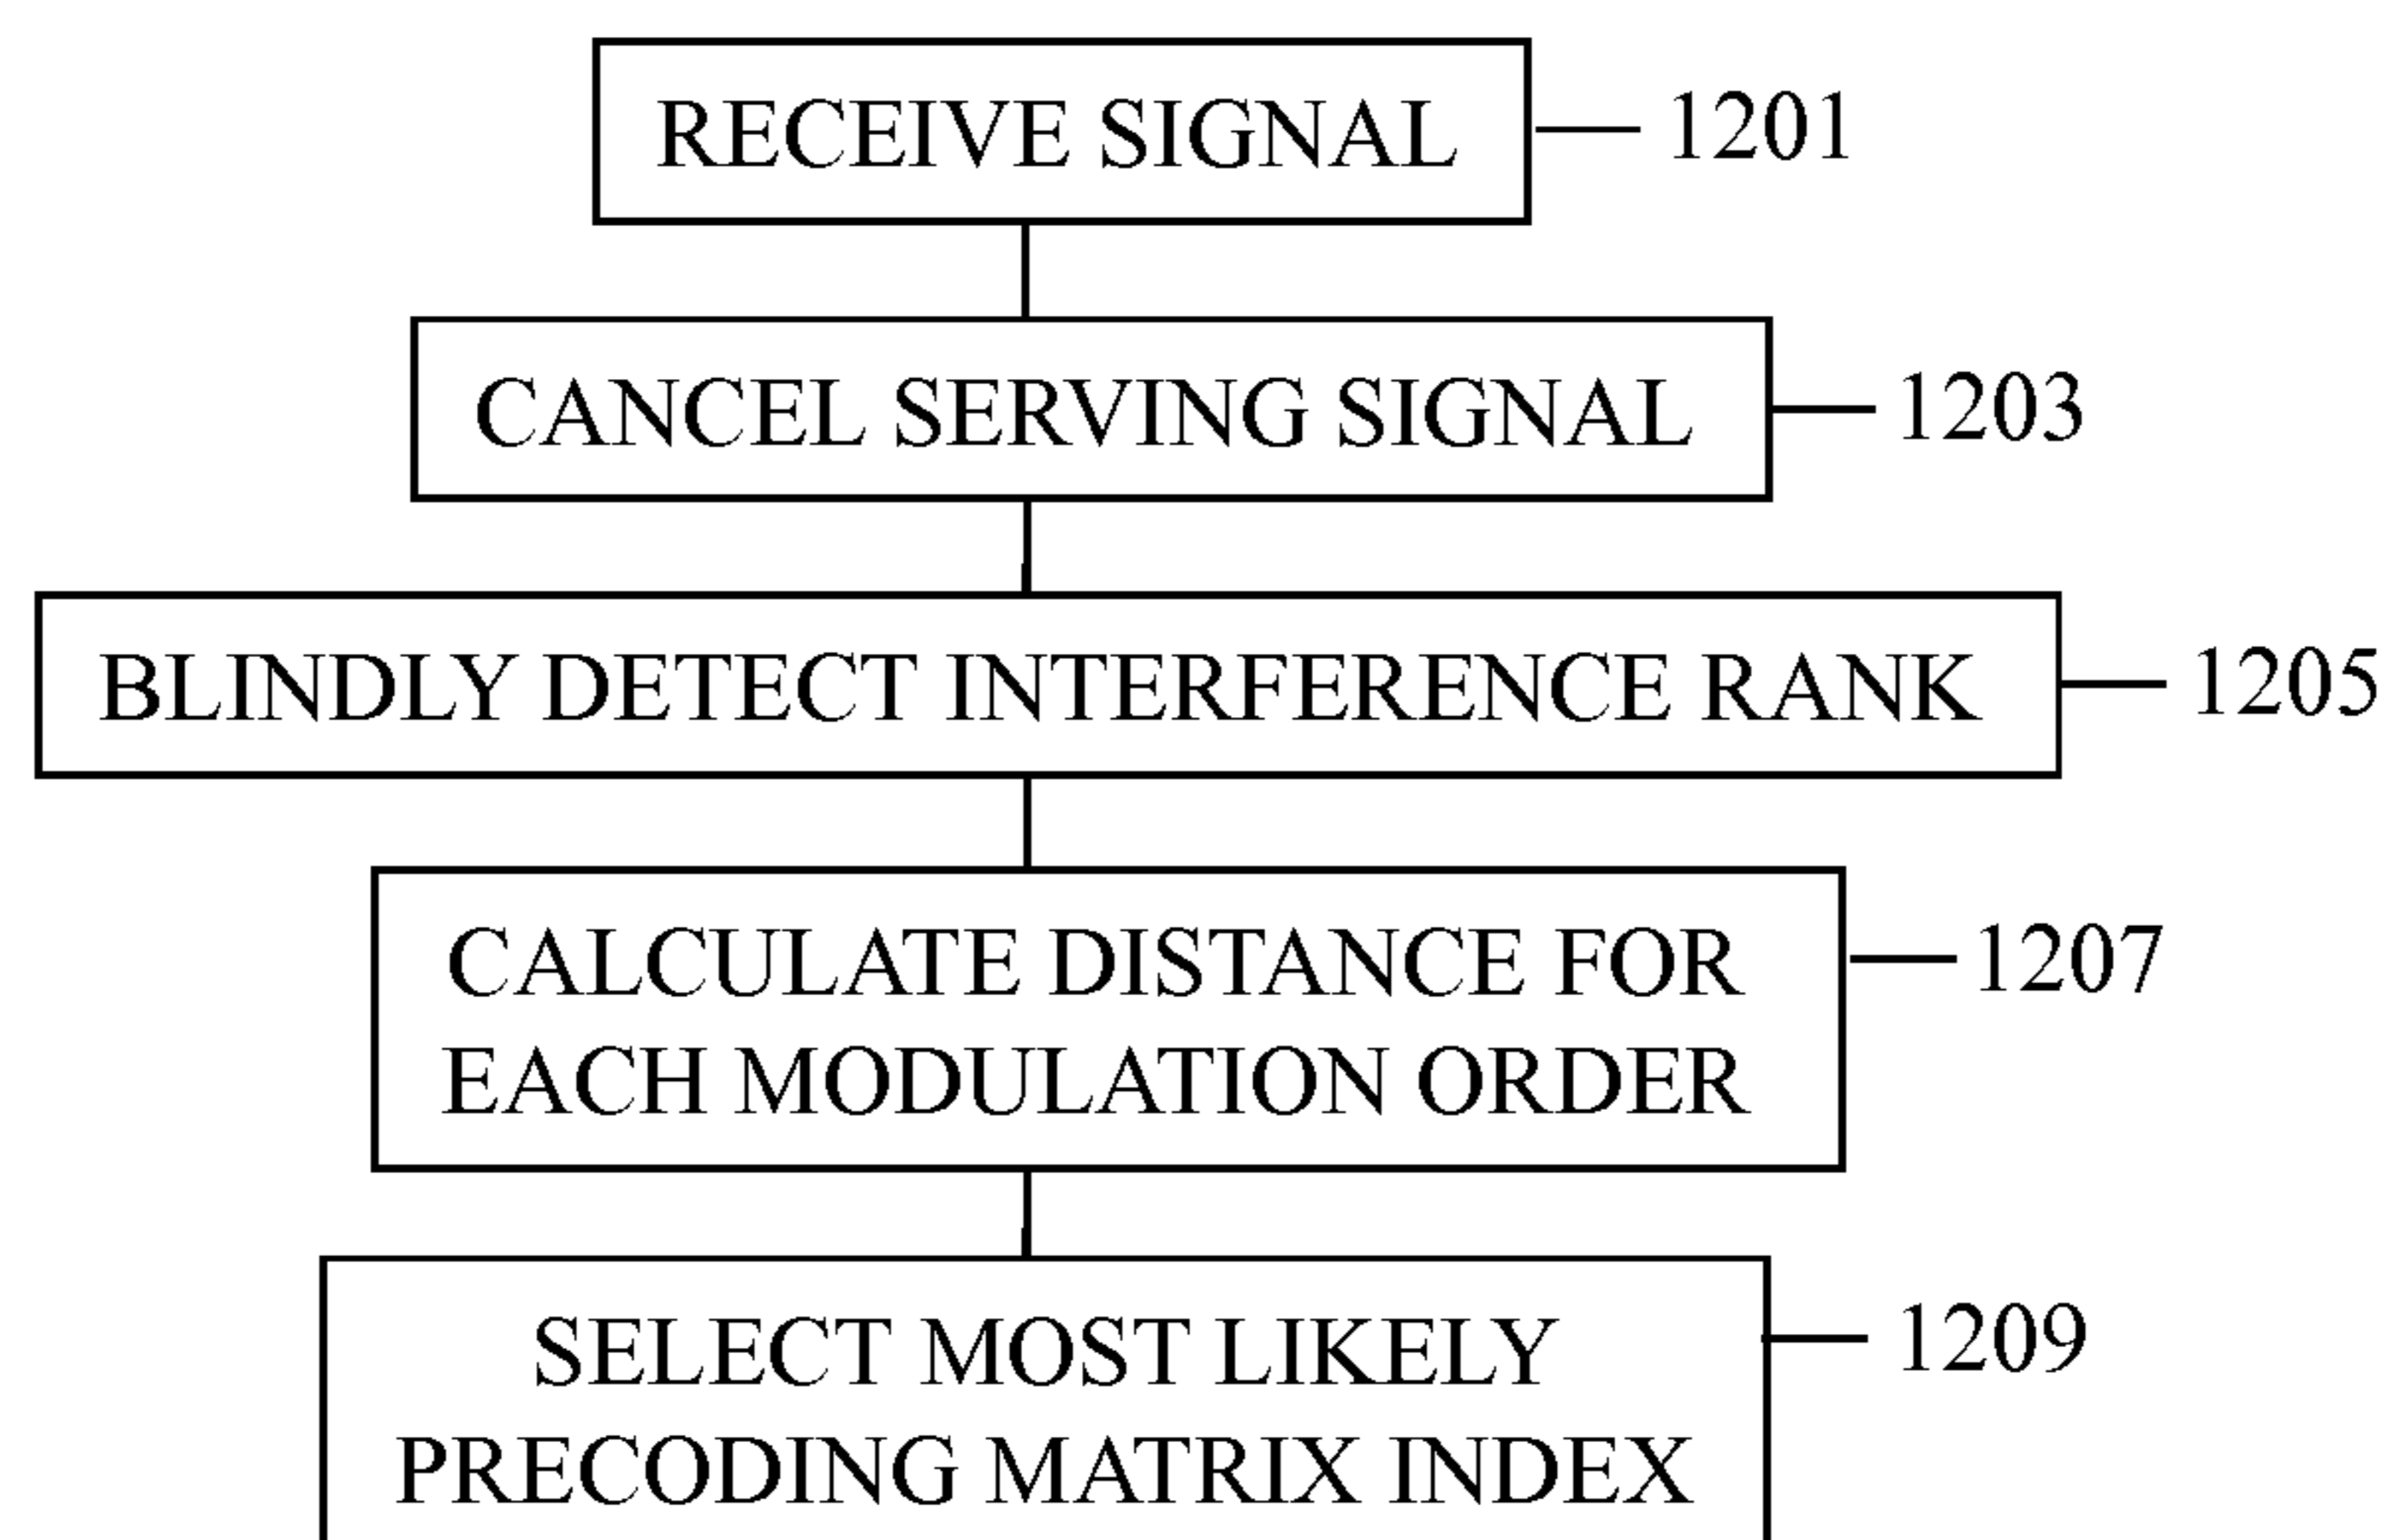 RECEIVE SIGNAL 1201
CANCEL SERVING SIGNAL 1203
BLINDLY DETECT INTERFERENCE RANK 1205
CALCULATE DISTANCE FOR 1207
EACH MODULATION ORDER
SELECT MOST LIKELY 1209
PRECODING MATRIX INDEX